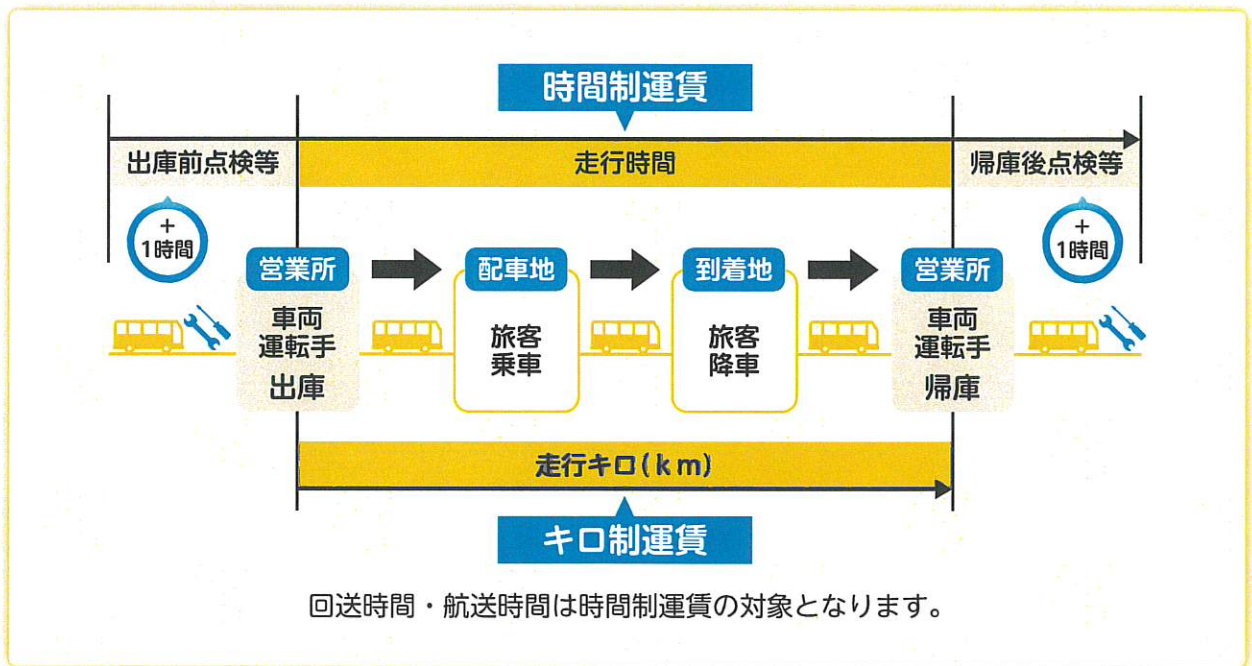 時間制運賃
出庫前点検等
走行時間
帰庫後点検等
+
1時間
+
1時間
営業所
配車地
到着地
営業所
車両
運転手
出庫
旅客
乗車
旅客
降車
車両
運転手
帰庫
走行キロ(km)
キロ制運賃
回送時間・航送時間は時間制運賃の対象となります。